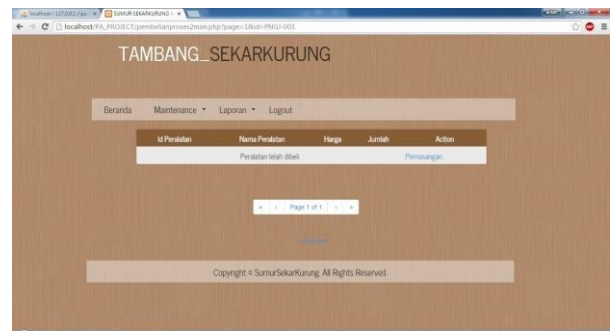 SUMUR SEKARKURUNG
localhost/PA_PROJECT/pembelianproses2man.php?page=1&id=PNGJ-003
TAMBANG_SEKARKURUNG
Beranda Maintenance Laporan Logout
Id Peralatan Nama Peralatan Harga Jumlah Action
Peralatan telah dibeli Pemasangan
« ‹ Page 1 of 1 › »
Copyright © SumurSekarKurung. All Rights Reserved.